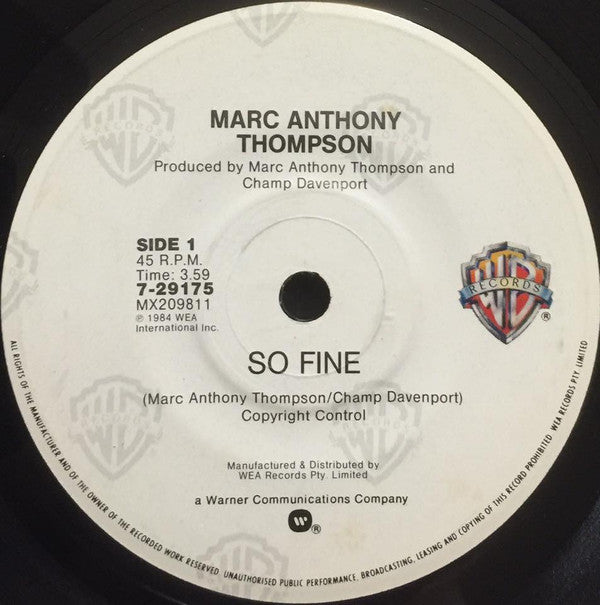 MARC ANTHONY
THOMPSON
Produced by Marc Anthony Thompson and
Champ Davenport
SIDE 1
45 R.P.M.
Time: 3.59
7-29175
MX209811
℗ 1984 WEA
International Inc.
WB
RECORDS
®
SO FINE
(Marc Anthony Thompson/Champ Davenport)
Copyright Control
Manufactured & Distributed by
WEA Records Pty. Limited
a Warner Communications Company
®
ALL RIGHTS OF THE MANUFACTURER AND OF THE OWNER OF THE RECORDED WORK RESERVED. UNAUTHORISED PUBLIC PERFORMANCE, BROADCASTING, LEASING AND COPYING OF THIS RECORD PROHIBITED. WEA RECORDS PTY. LIMITED